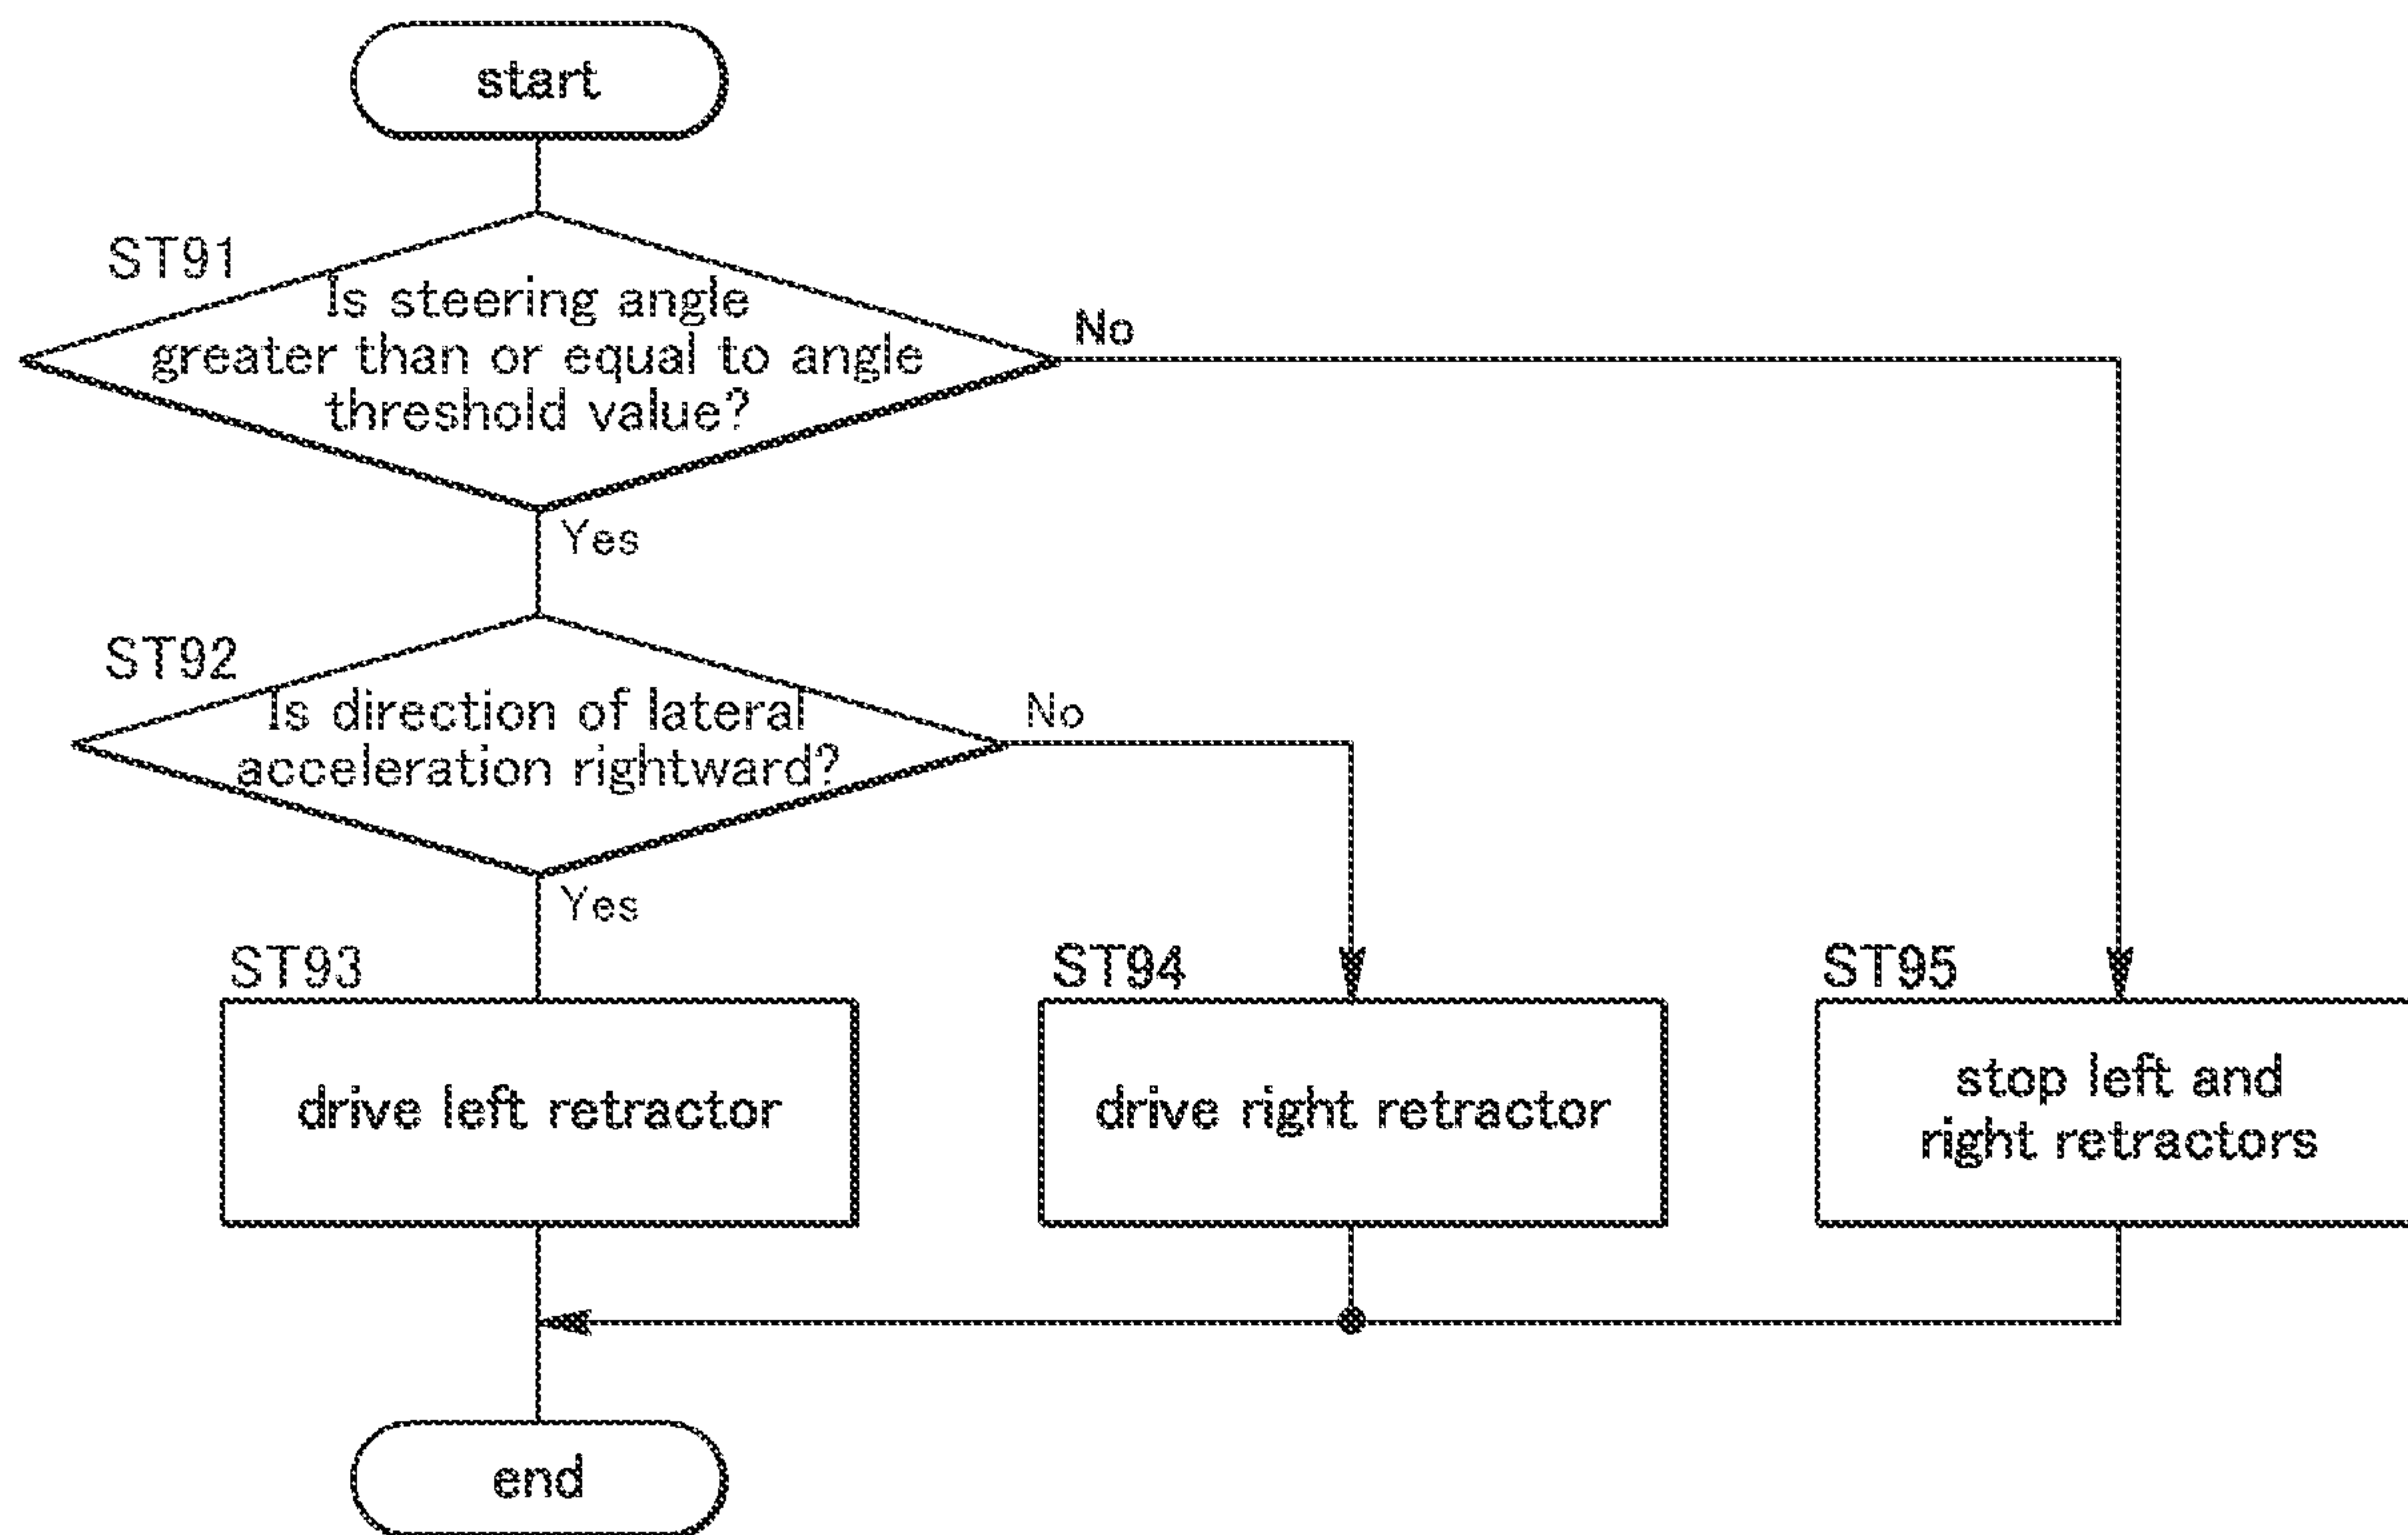 start
ST91
Is steering angle
greater than or equal to angle
threshold value?
No
Yes
ST92
Is direction of lateral
acceleration rightward?
No
Yes
ST93
drive left retractor
ST94
drive right retractor
ST95
stop left and
right retractors
end